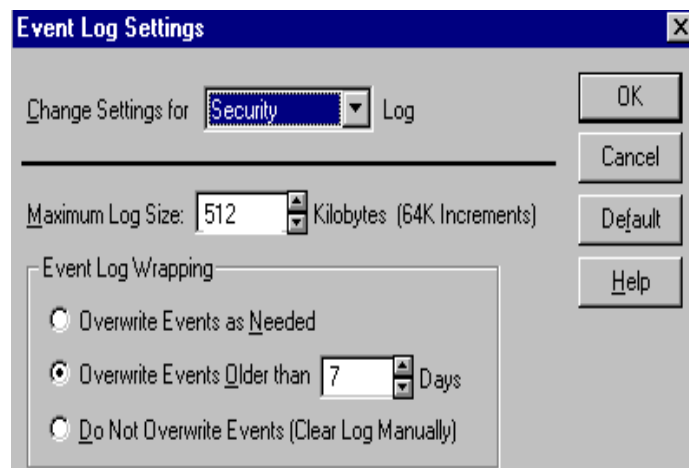 Event Log Settings
Change Settings for Security Log
OK
Cancel
Maximum Log Size: 512 Kilobytes (64K Increments)
Default
Event Log Wrapping
Help
Overwrite Events as Needed
Overwrite Events Older than 7 Days
Do Not Overwrite Events (Clear Log Manually)